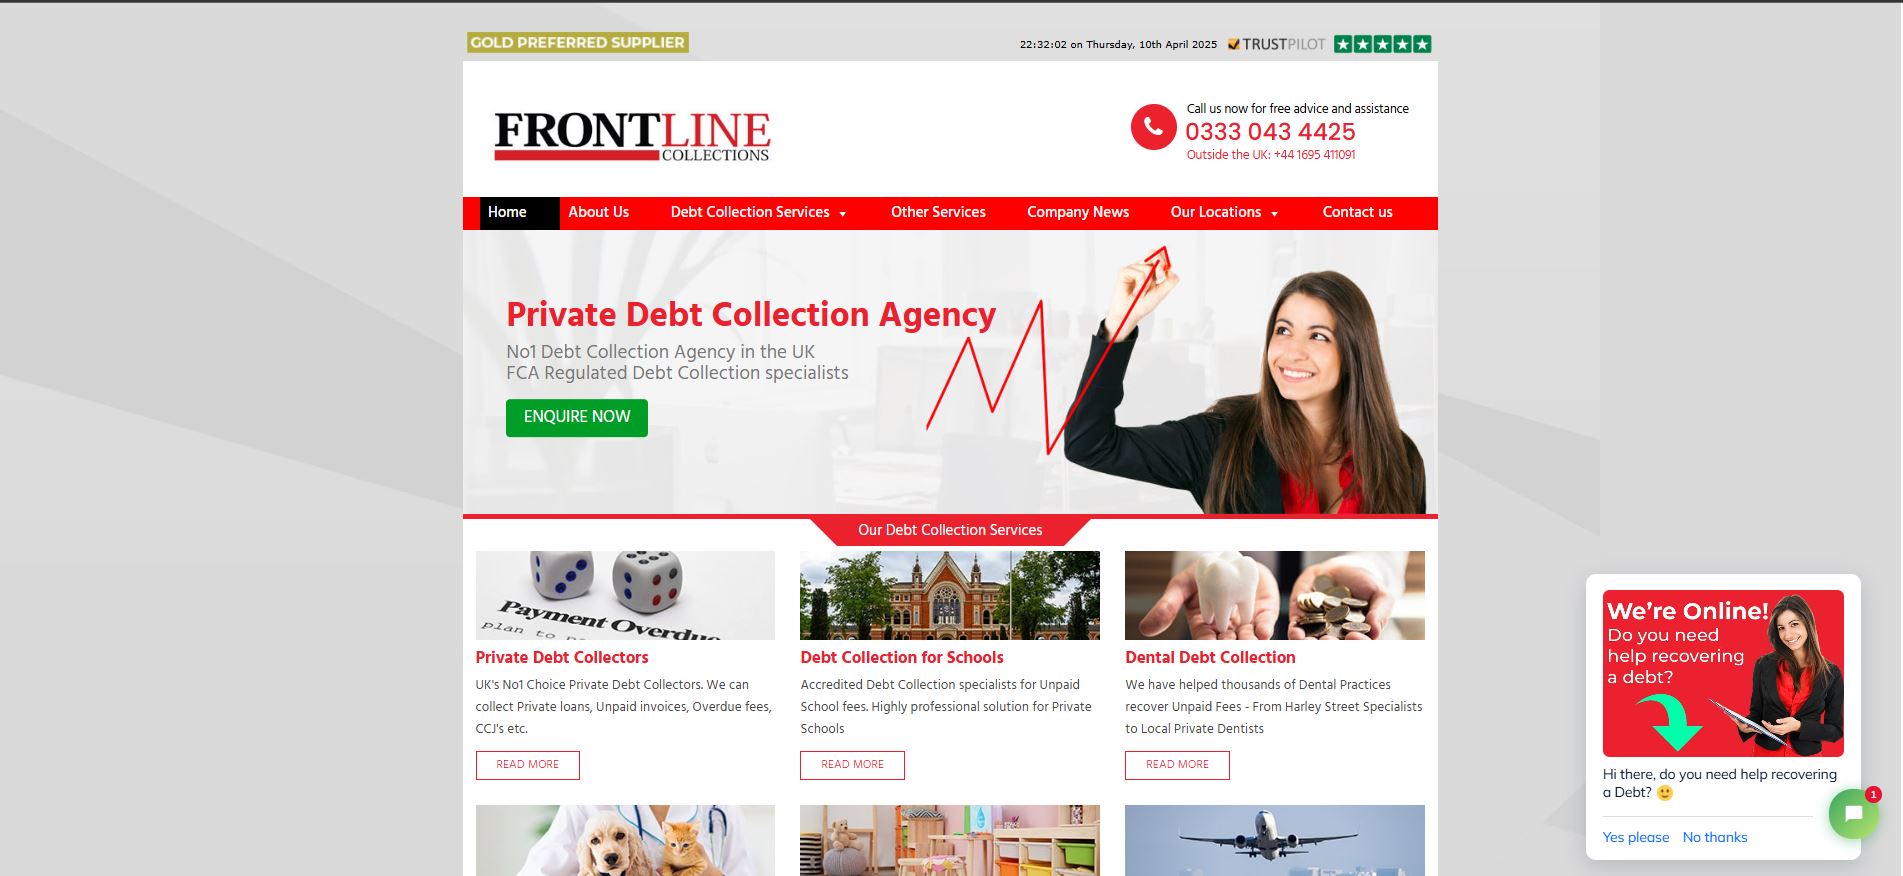 GOLD PREFERRED SUPPLIER
22:32:02 on Thursday, 10th April 2025
TRUSTPILOT
FRONTLINE
COLLECTIONS
Call us now for free advice and assistance
0333 043 4425
Outside the UK: +44 1695 411091
Home About Us Debt Collection Services Other Services Company News Our Locations Contact us
Private Debt Collection Agency
No1 Debt Collection Agency in the UK
FCA Regulated Debt Collection specialists
ENQUIRE NOW
Our Debt Collection Services
Payment Overdue
plan to
Private Debt Collectors
UK's No1 Choice Private Debt Collectors. We can
collect Private loans, Unpaid invoices, Overdue fees,
CCJ's etc.
READ MORE
Debt Collection for Schools
Accredited Debt Collection specialists for Unpaid
School fees. Highly professional solution for Private
Schools
READ MORE
Dental Debt Collection
We have helped thousands of Dental Practices
recover Unpaid Fees - From Harley Street Specialists
to Local Private Dentists
READ MORE
We're Online!
Do you need
help recovering
a debt?
Hi there, do you need help recovering
a Debt? 🙂
1
Yes please No thanks